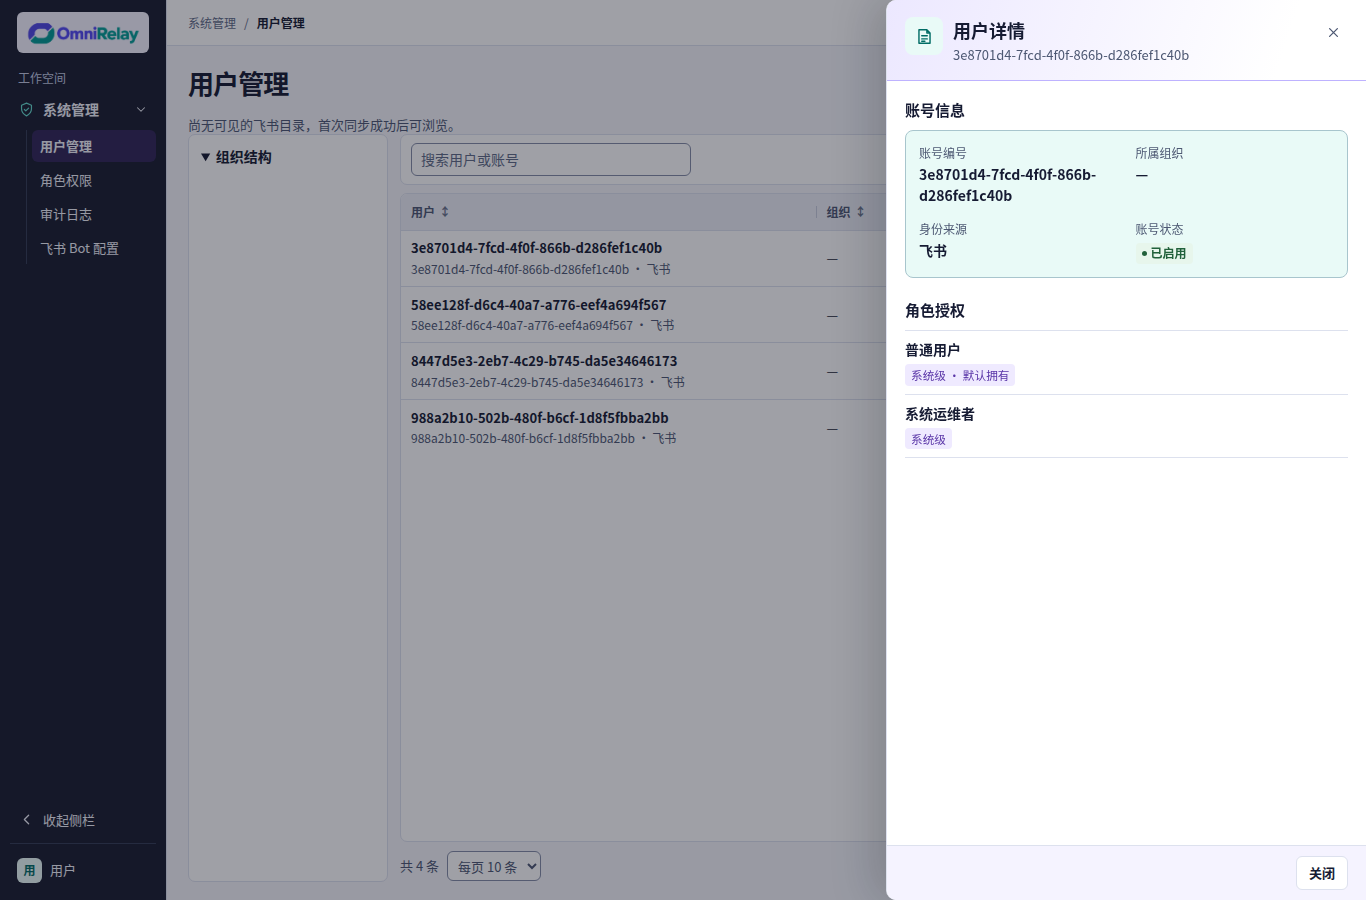 OmniRelay
工作空间
系统管理
用户管理
角色权限
审计日志
飞书 Bot 配置
收起侧栏
用 用户
系统管理 / 用户管理
用户管理
尚无可见的飞书目录，首次同步成功后可浏览。
▼ 组织结构
搜索用户或账号
用户 组织
3e8701d4-7fcd-4f0f-866b-d286fef1c40b
3e8701d4-7fcd-4f0f-866b-d286fef1c40b · 飞书
—
58ee128f-d6c4-40a7-a776-eef4a694f567
58ee128f-d6c4-40a7-a776-eef4a694f567 · 飞书
—
8447d5e3-2eb7-4c29-b745-da5e34646173
8447d5e3-2eb7-4c29-b745-da5e34646173 · 飞书
—
988a2b10-502b-480f-b6cf-1d8f5fbba2bb
988a2b10-502b-480f-b6cf-1d8f5fbba2bb · 飞书
—
共 4 条 每页 10 条
用户详情
3e8701d4-7fcd-4f0f-866b-d286fef1c40b
账号信息
账号编号
3e8701d4-7fcd-4f0f-866b-
d286fef1c40b
所属组织
—
身份来源
飞书
账号状态
已启用
角色授权
普通用户
系统级 · 默认拥有
系统运维者
系统级
关闭